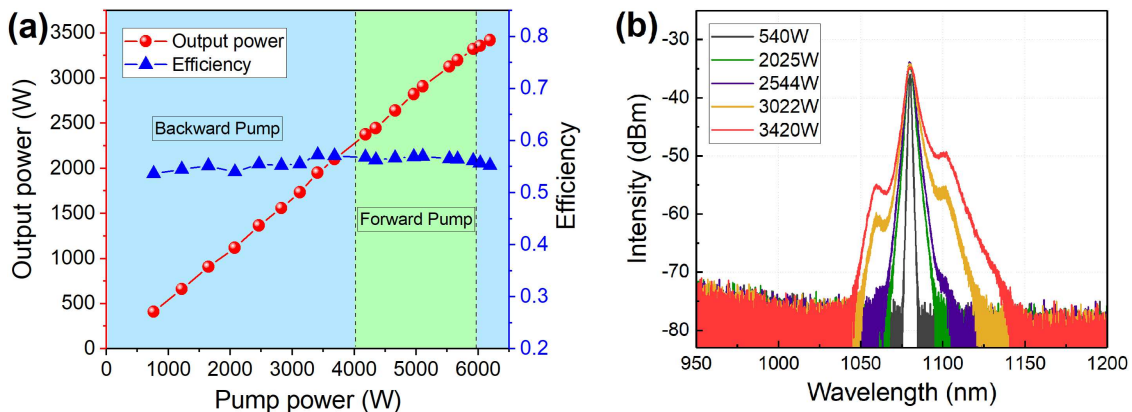 (a)
Output power
Efficiency
Backward Pump
Forward Pump
Output power (W)
3500
3000
2500
2000
1500
1000
500
0
Efficiency
0.8
0.7
0.6
0.5
0.4
0.3
0.2
0 1000 2000 3000 4000 5000 6000
Pump power (W)
(b)
540W
2025W
2544W
3022W
3420W
Intensity (dBm)
-30
-40
-50
-60
-70
-80
950 1000 1050 1100 1150 1200
Wavelength (nm)